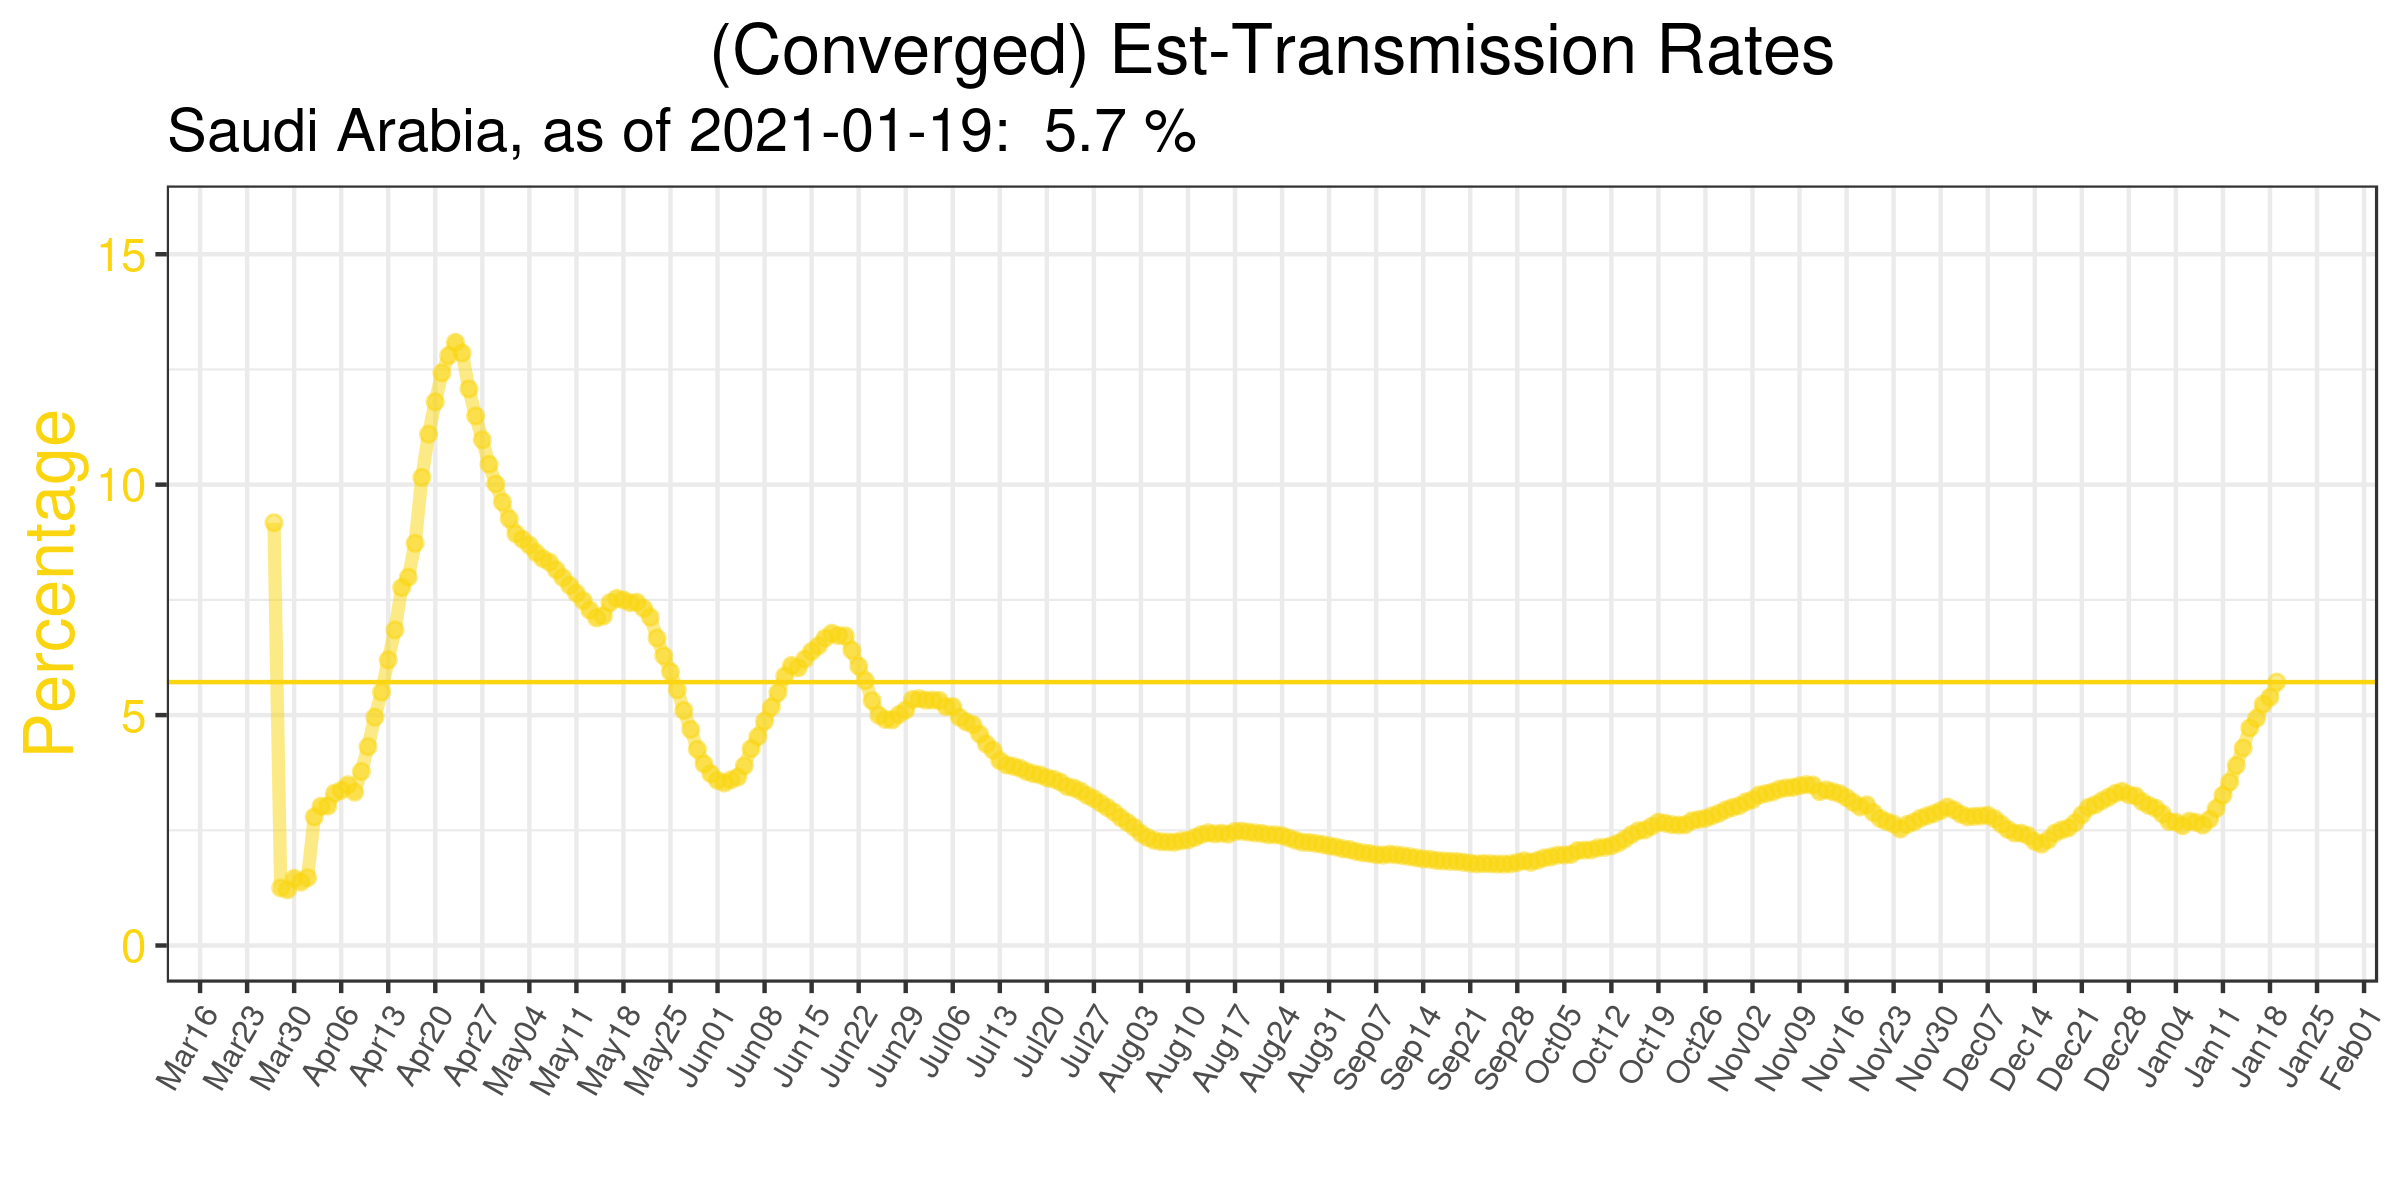 (Converged) Est-Transmission Rates
Saudi Arabia, as of 2021-01-19:  5.7 %
Percentage
15
10
5
0
Mar16 Mar23 Mar30 Apr06 Apr13 Apr20 Apr27 May04 May11 May18 May25 Jun01 Jun08 Jun15 Jun22 Jun29 Jul06 Jul13 Jul20 Jul27 Aug03 Aug10 Aug17 Aug24 Aug31 Sep07 Sep14 Sep21 Sep28 Oct05 Oct12 Oct19 Oct26 Nov02 Nov09 Nov16 Nov23 Nov30 Dec07 Dec14 Dec21 Dec28 Jan04 Jan11 Jan18 Jan25 Feb01